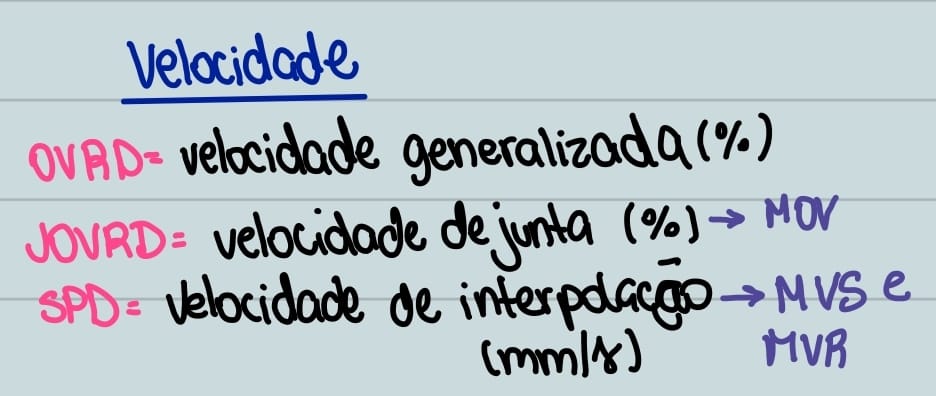 Velocidade
OVRD= velocidade generalizada (%)
JOVRD= velocidade de junta (%) → MOV
SPD= velocidade de interpolação → MVS e
(mm/s) MVR